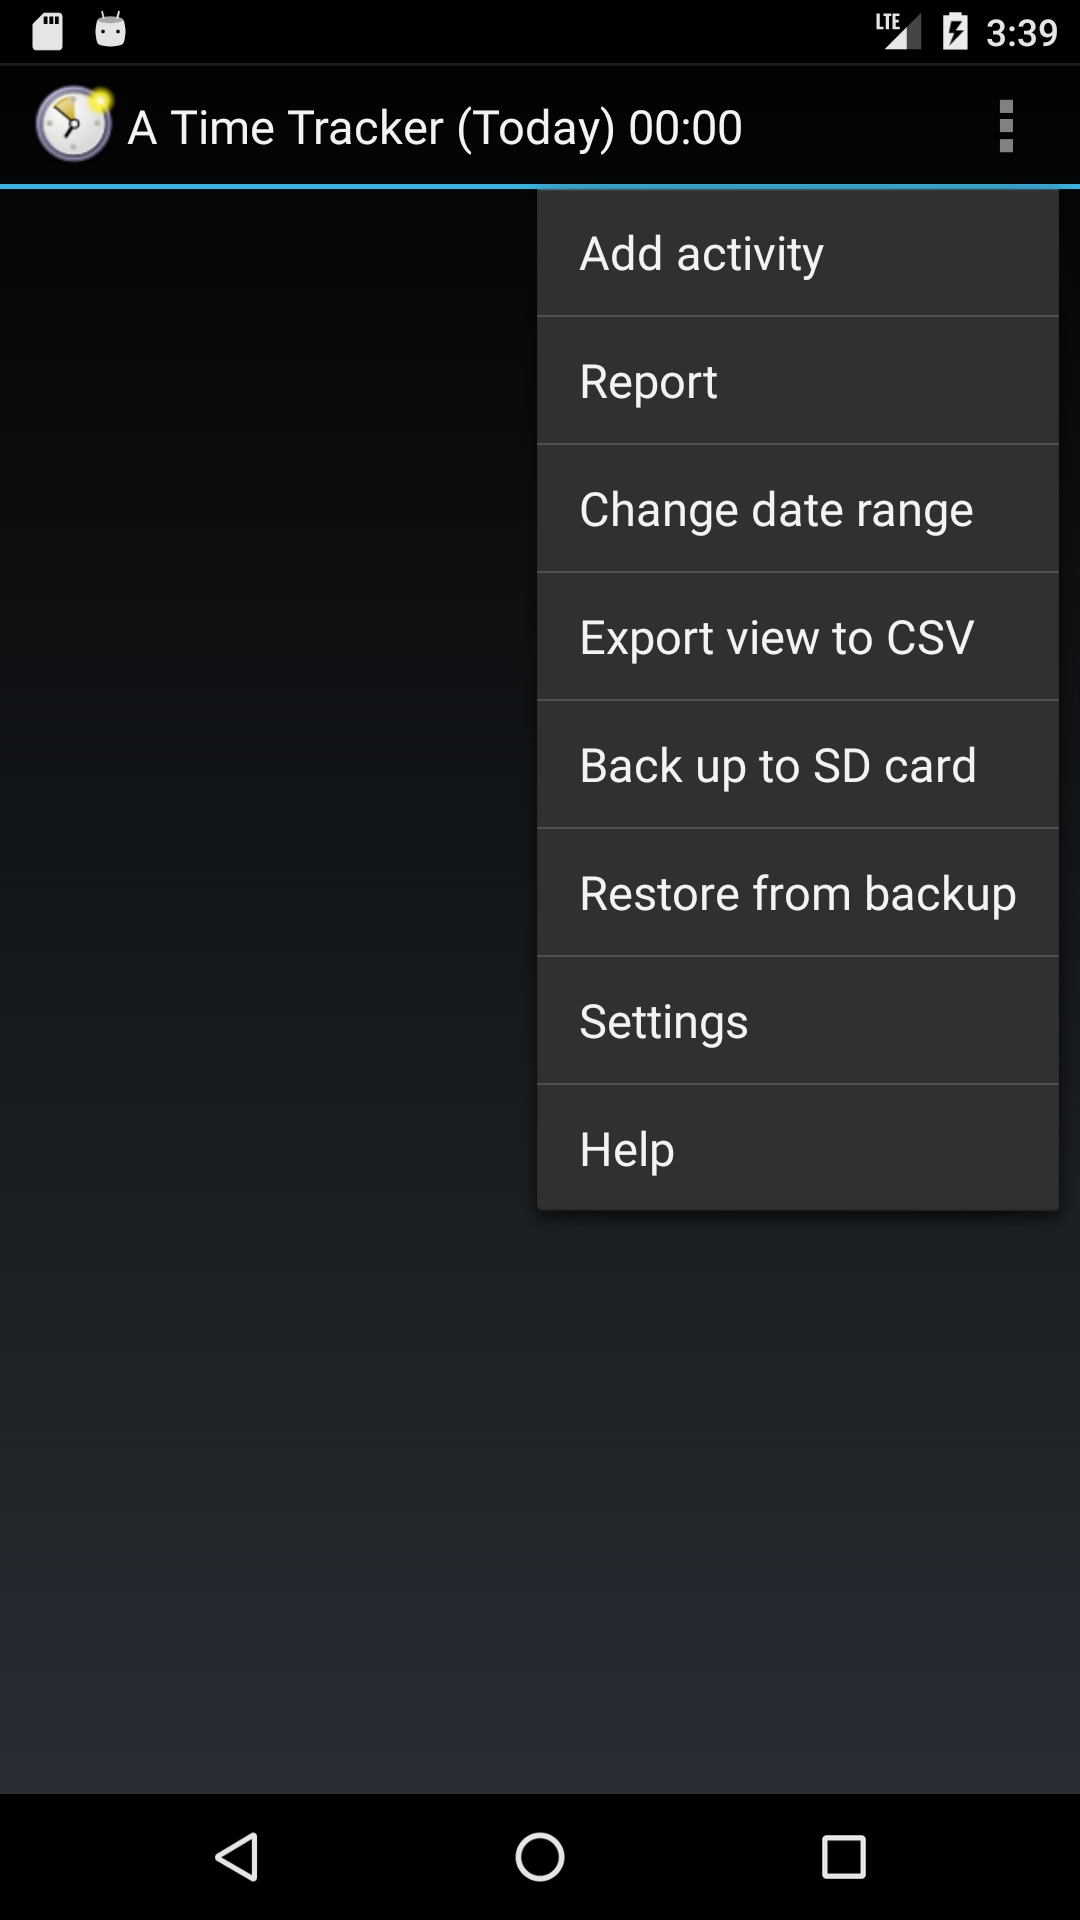 LTE 3:39
A Time Tracker (Today) 00:00
Add activity
Report
Change date range
Export view to CSV
Back up to SD card
Restore from backup
Settings
Help